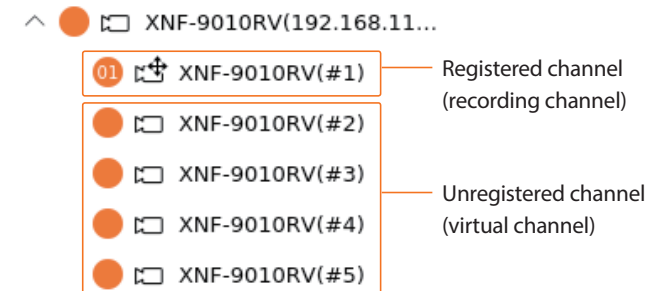 XNF-9010RV(192.168.11...
01 XNF-9010RV(#1)
Registered channel
(recording channel)
XNF-9010RV(#2)
XNF-9010RV(#3)
XNF-9010RV(#4)
XNF-9010RV(#5)
Unregistered channel
(virtual channel)